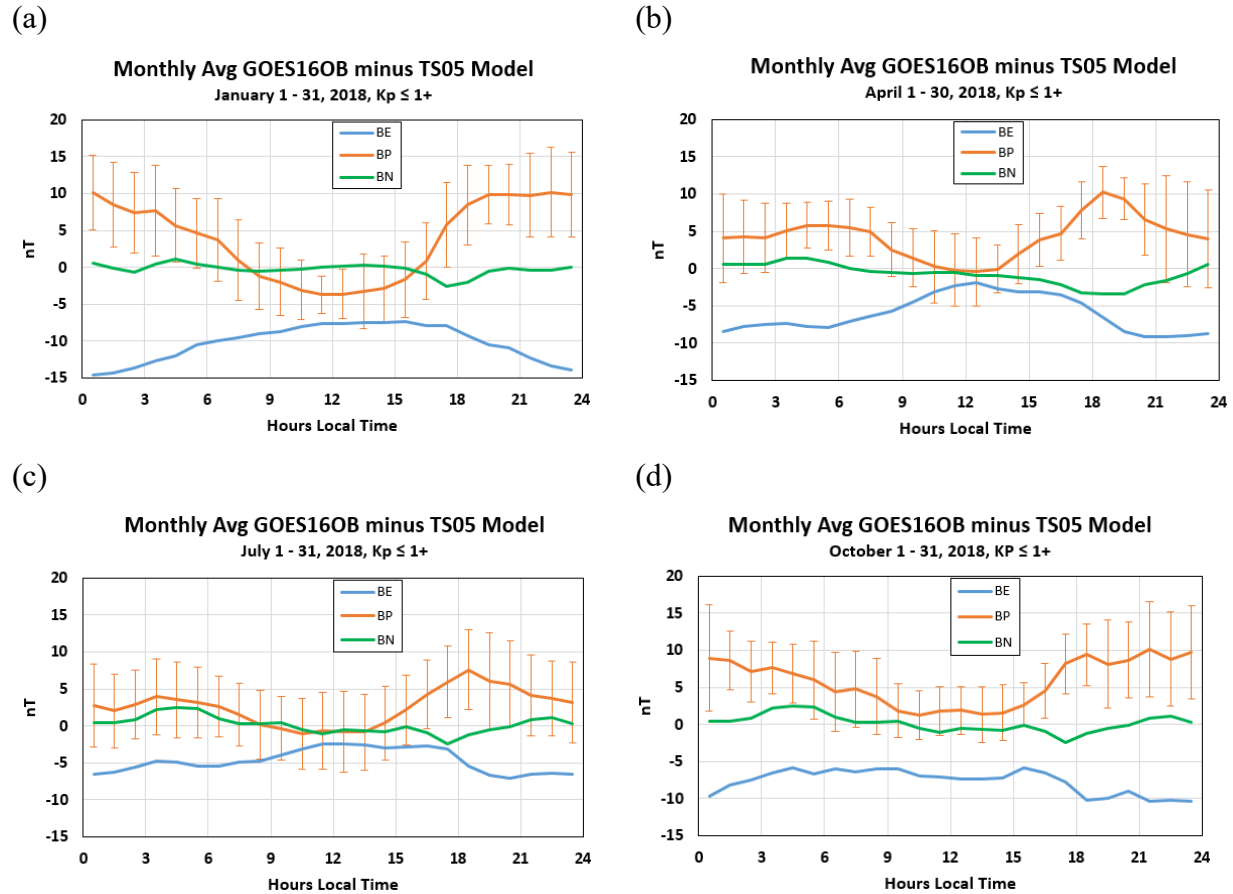 (a)
Monthly Avg GOES16OB minus TS05 Model
January 1 - 31, 2018, Kp ≤ 1+
20
15
10
5
0
-5
-10
-15
nT
BE
BP
BN
0 3 6 9 12 15 18 21 24
Hours Local Time
(b)
Monthly Avg GOES16OB minus TS05 Model
April 1 - 30, 2018, Kp ≤ 1+
20
15
10
5
0
-5
-10
-15
nT
BE
BP
BN
0 3 6 9 12 15 18 21 24
Hours Local Time
(c)
Monthly Avg GOES16OB minus TS05 Model
July 1 - 31, 2018, Kp ≤ 1+
20
15
10
5
0
-5
-10
-15
nT
BE
BP
BN
0 3 6 9 12 15 18 21 24
Hours Local Time
(d)
Monthly Avg GOES16OB minus TS05 Model
October 1 - 31, 2018, KP ≤ 1+
20
15
10
5
0
-5
-10
-15
nT
BE
BP
BN
0 3 6 9 12 15 18 21 24
Hours Local Time